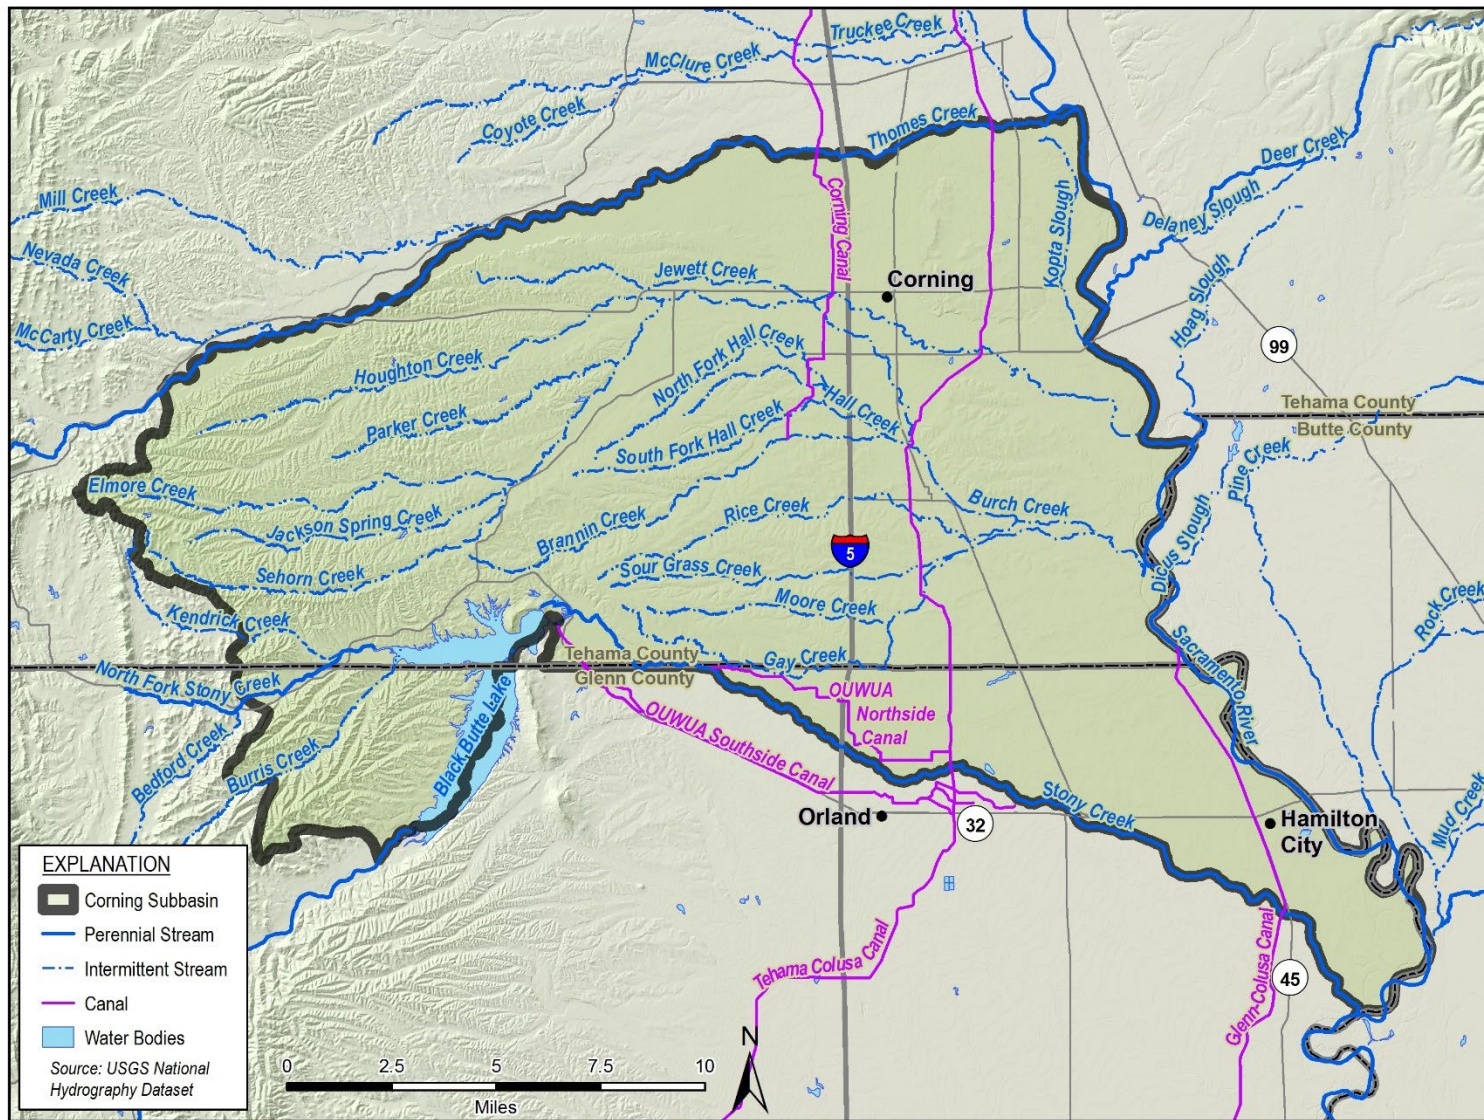 Truckee Creek
McClure Creek
Coyote Creek
Thomes Creek
Deer Creek
Mill Creek
Delaney Slough
Corning Canal
Kopta Slough
Nevada Creek
Jewett Creek
Corning
Hoag Slough
McCarty Creek
99
Houghton Creek
North Fork Hall Creek
Hall Creek
Tehama County
Butte County
Parker Creek
South Fork Hall Creek
Pine Creek
Elmore Creek
Jackson Spring Creek
Brannin Creek
Rice Creek
Burch Creek
Dicus Slough
5
Sehorn Creek
Sour Grass Creek
Moore Creek
Rock Creek
Kendrick Creek
Sacramento River
North Fork Stony Creek
Tehama County
Glenn County
Gay Creek
OUWUA
Northside
Canal
OUWUA Southside Canal
Black Butte Lake
Bedford Creek
Burris Creek
Stony Creek
Orland
32
Hamilton
City
Mud Creek
Tehama Colusa Canal
Glenn-Colusa Canal
45
EXPLANATION
Corning Subbasin
Perennial Stream
Intermittent Stream
Canal
Water Bodies
Source: USGS National
Hydrography Dataset
N
0 2.5 5 7.5 10
Miles